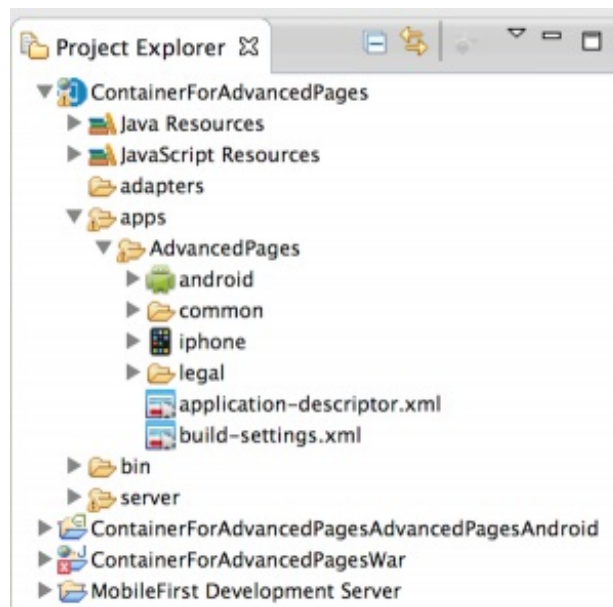 Project Explorer
ContainerForAdvancedPages
Java Resources
JavaScript Resources
adapters
apps
AdvancedPages
android
common
iphone
legal
application-descriptor.xml
build-settings.xml
bin
server
ContainerForAdvancedPagesAdvancedPagesAndroid
ContainerForAdvancedPagesWar
MobileFirst Development Server